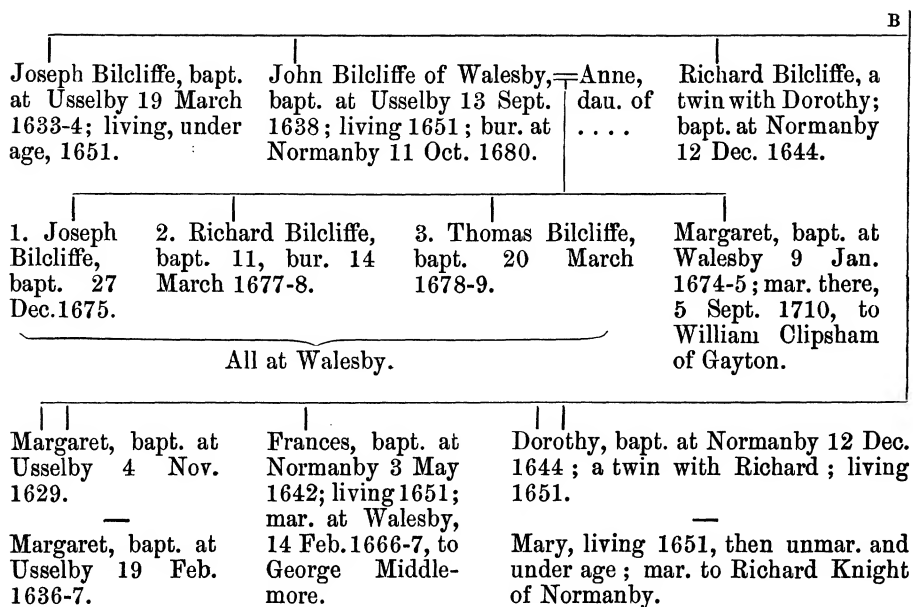 B
Joseph Bilcliffe, bapt.
at Usselby 19 March
1633-4; living, under
age, 1651.
John Bilcliffe of Walesby,
bapt. at Usselby 13 Sept.
1638; living 1651; bur. at
Normanby 11 Oct. 1680.
Anne,
dau. of
. . . .
Richard Bilcliffe, a
twin with Dorothy;
bapt. at Normanby
12 Dec. 1644.
1. Joseph
Bilcliffe,
bapt. 27
Dec. 1675.
2. Richard Bilcliffe,
bapt. 11, bur. 14
March 1677-8.
3. Thomas Bilcliffe,
bapt. 20 March
1678-9.
All at Walesby.
Margaret, bapt. at
Walesby 9 Jan.
1674-5; mar. there,
5 Sept. 1710, to
William Clipsham
of Gayton.
Margaret, bapt. at
Usselby 4 Nov.
1629.
Margaret, bapt. at
Usselby 19 Feb.
1636-7.
Frances, bapt. at
Normanby 3 May
1642; living 1651;
mar. at Walesby,
14 Feb. 1666-7, to
George Middle-
more.
Dorothy, bapt. at Normanby 12 Dec.
1644; a twin with Richard; living
1651.
Mary, living 1651, then unmar. and
under age; mar. to Richard Knight
of Normanby.